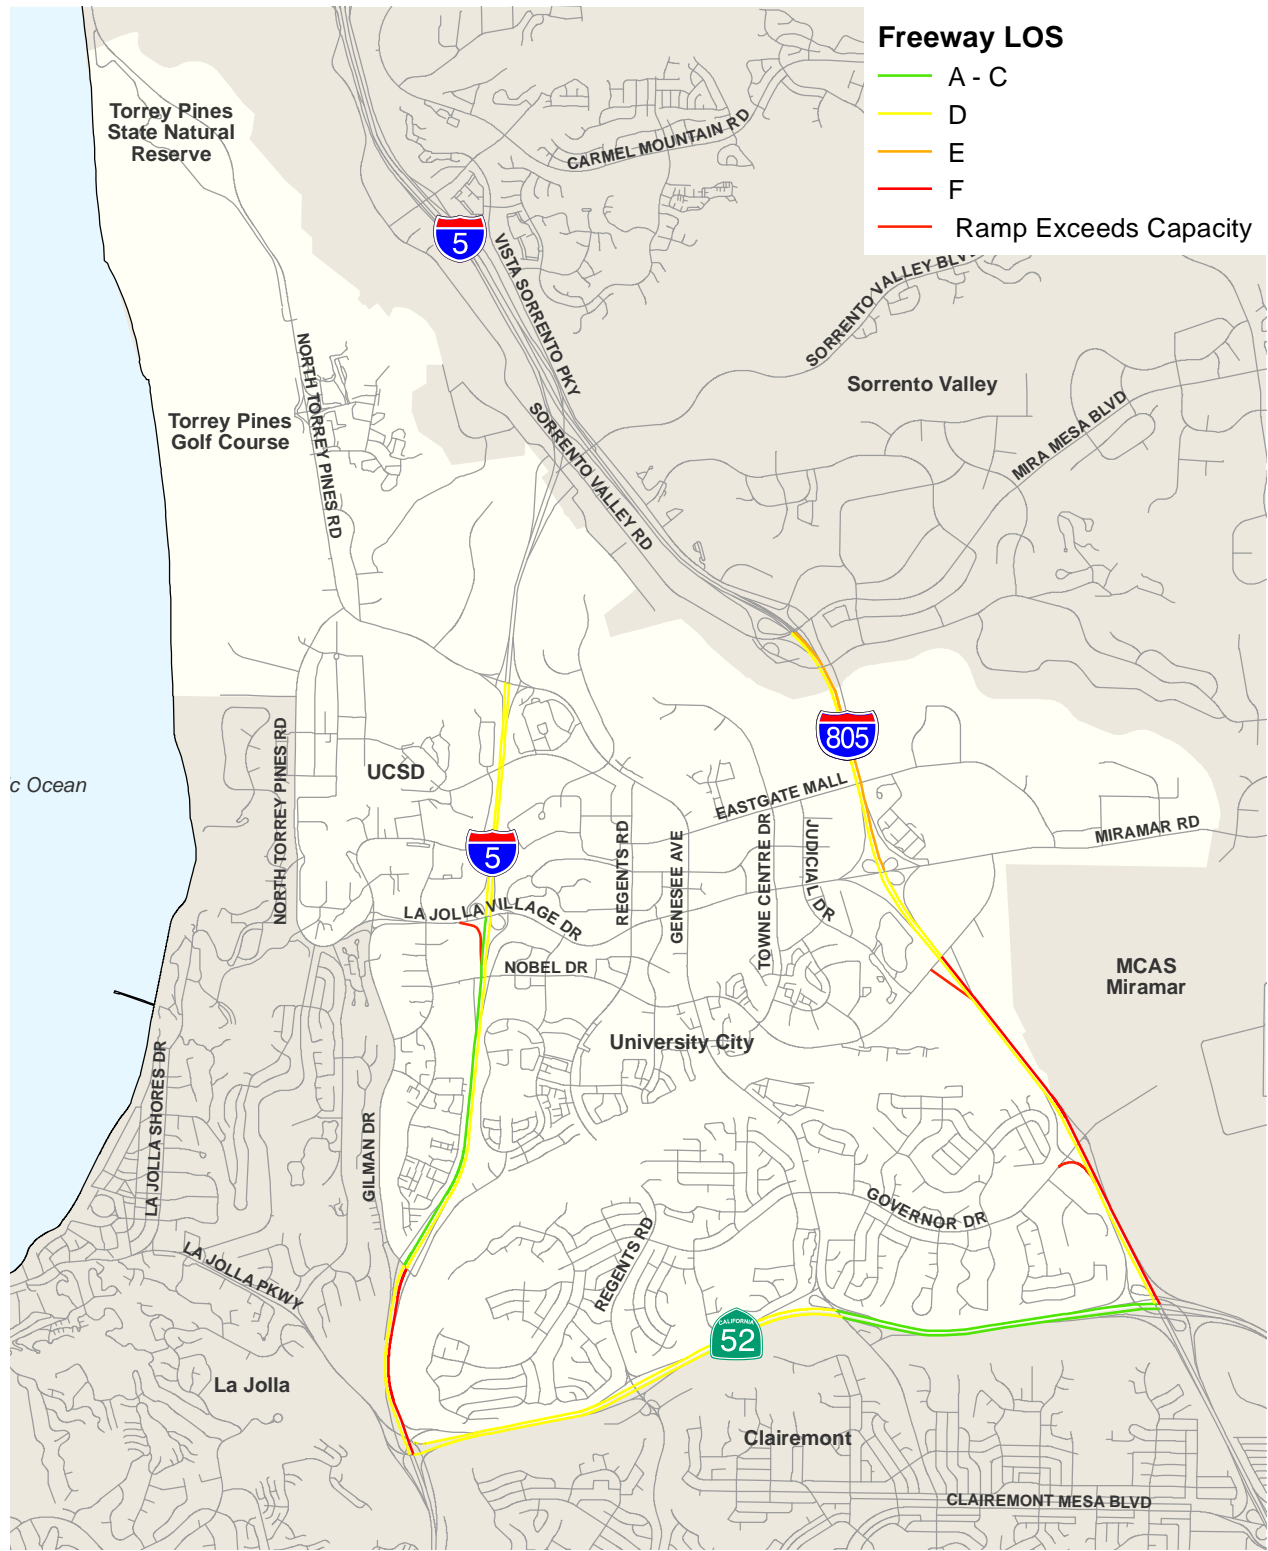 Freeway LOS
A - C
D
E
F
Ramp Exceeds Capacity
Torrey Pines
State Natural
Reserve
CARMEL MOUNTAIN RD
5
VISTA SORRENTO PKY
SORRENTO VALLEY BLVD
Sorrento Valley
NORTH TORREY PINES RD
Torrey Pines
Golf Course
SORRENTO VALLEY RD
MIRA MESA BLVD
805
NORTH TORREY PINES RD
UCSD
c Ocean
EASTGATE MALL
MIRAMAR RD
5
REGENTS RD
GENESEE AVE
TOWNE CENTRE DR
JUDICIAL DR
LA JOLLA VILLAGE DR
NOBEL DR
MCAS
Miramar
University City
LA JOLLA SHORES DR
GILMAN DR
GOVERNOR DR
REGENTS RD
LA JOLLA PKWY
CALIFORNIA
52
La Jolla
Clairemont
CLAIREMONT MESA BLVD